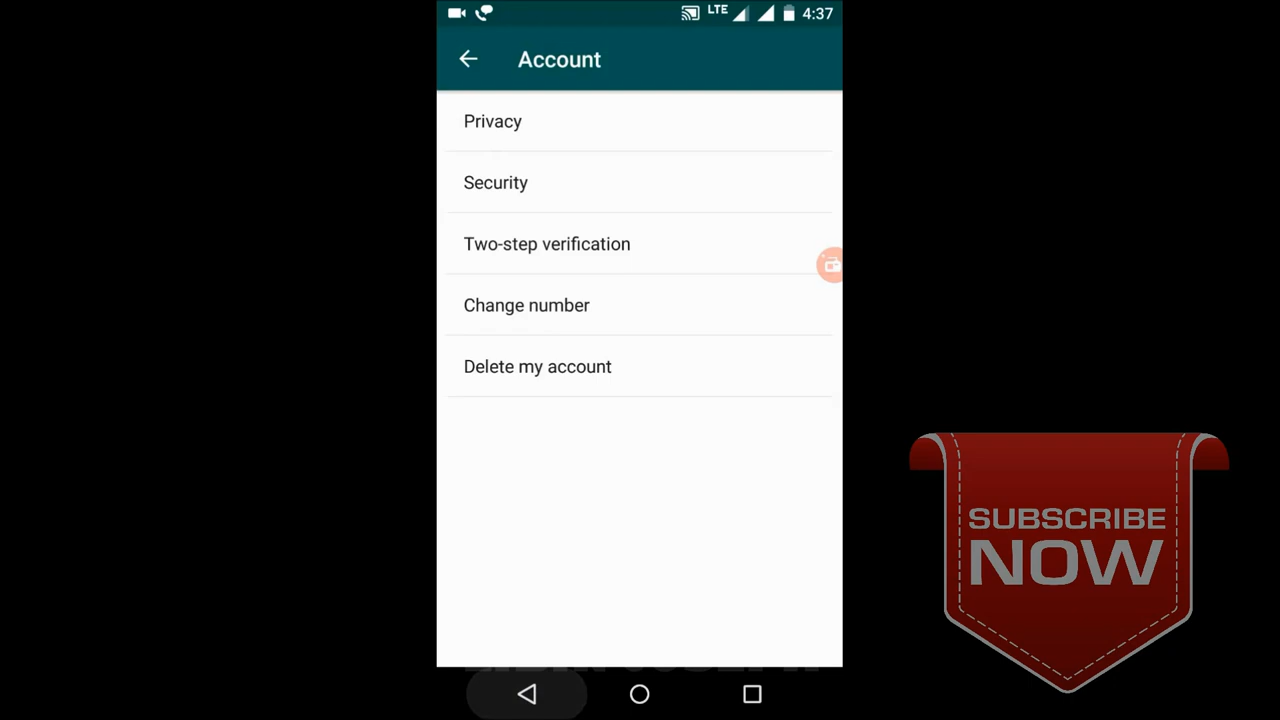 LTE 4:37
Account
Privacy
Security
Two-step verification
Change number
Delete my account
SUBSCRIBE
NOW